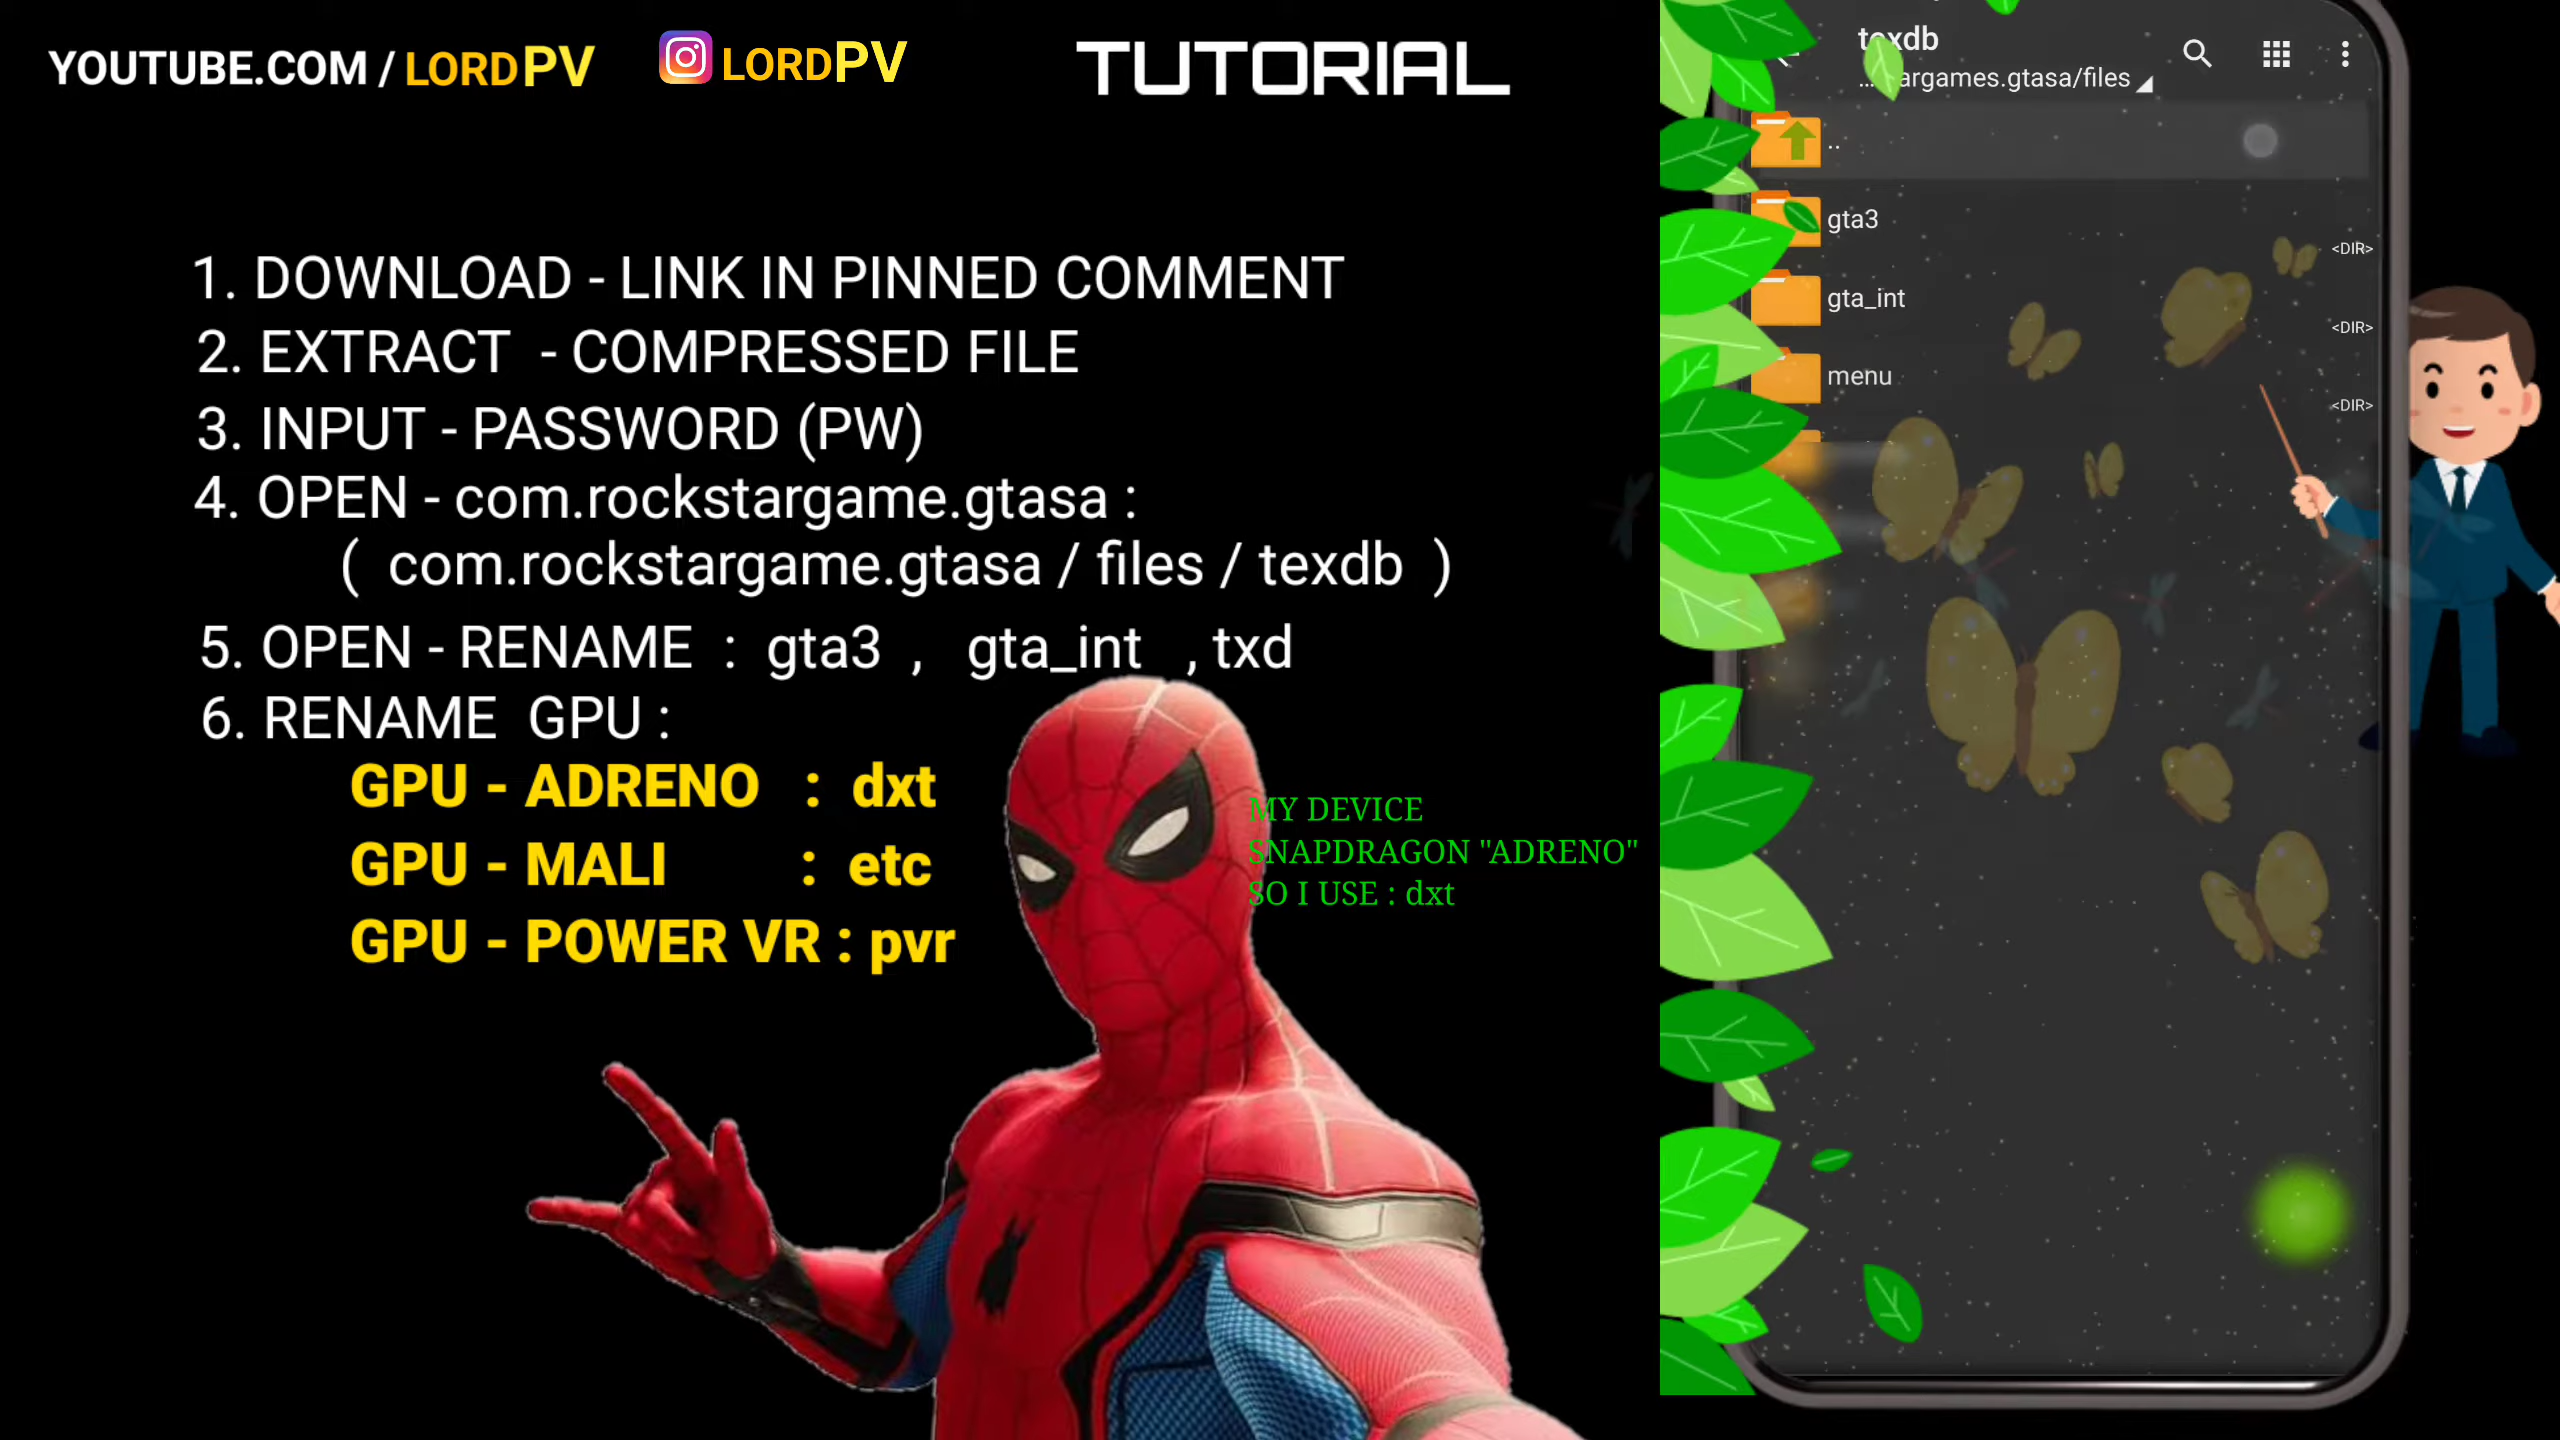 YOUTUBE.COM / LORDPV
LORDPV
TUTORIAL
1. DOWNLOAD - LINK IN PINNED COMMENT
2. EXTRACT - COMPRESSED FILE
3. INPUT - PASSWORD (PW)
4. OPEN - com.rockstargame.gtasa :
( com.rockstargame.gtasa / files / texdb )
5. OPEN - RENAME : gta3 , gta_int , txd
6. RENAME GPU :
GPU - ADRENO : dxt
GPU - MALI : etc
GPU - POWER VR : pvr
MY DEVICE
SNAPDRAGON "ADRENO"
SO I USE : dxt
texdb
...argames.gtasa/files
..
gta3
<DIR>
gta_int
<DIR>
menu
<DIR>